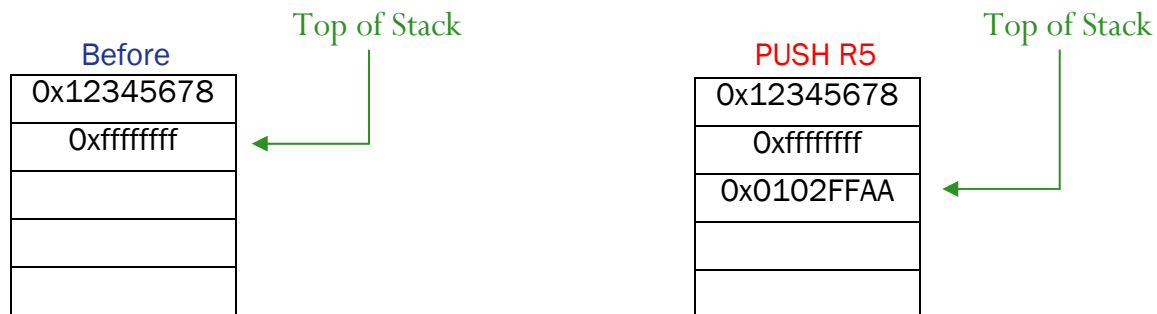 Top of Stack
Before
0x12345678
0xffffffff
Top of Stack
PUSH R5
0x12345678
0xffffffff
0x0102FFAA